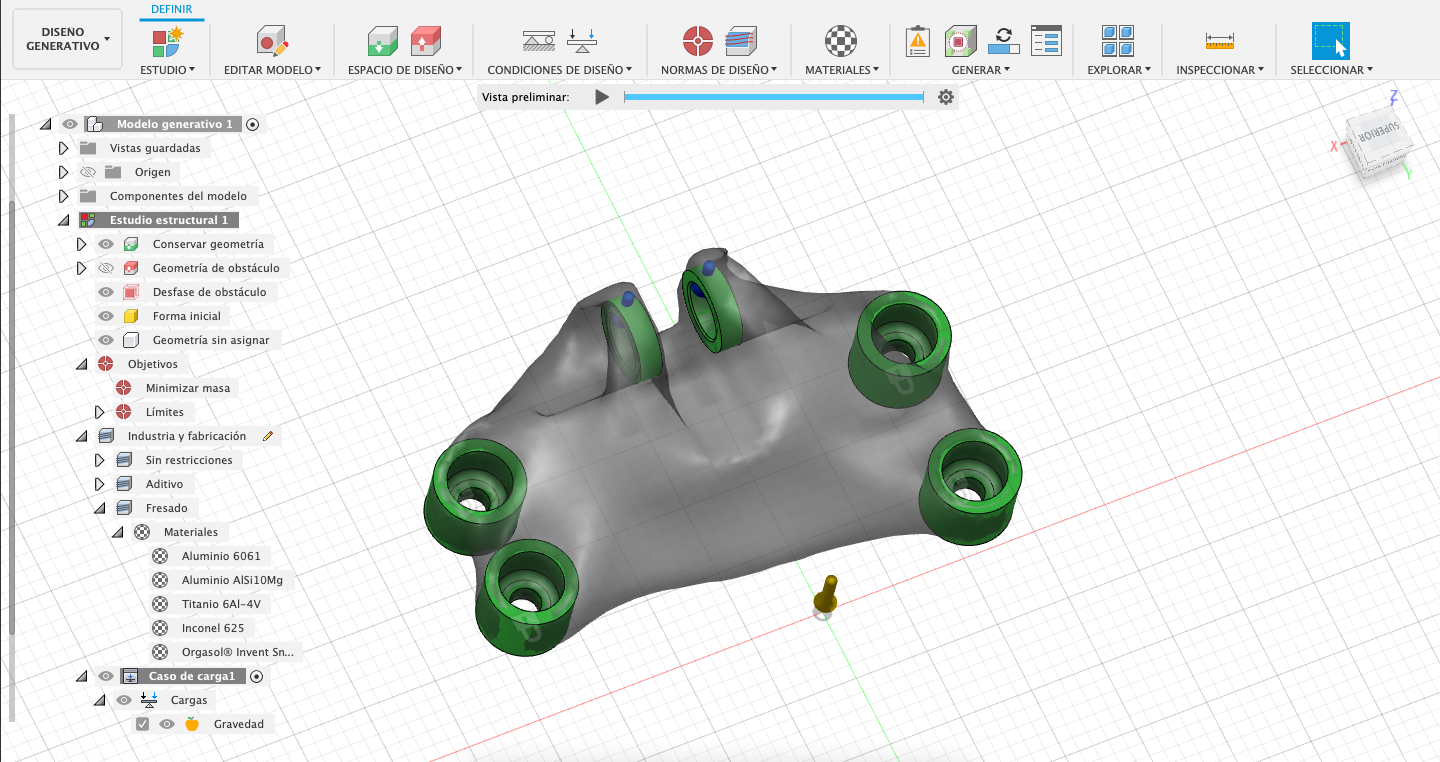 DEFINIR
DISEÑO
GENERATIVO
ESTUDIO
EDITAR MODELO
ESPACIO DE DISEÑO
CONDICIONES DE DISEÑO
NORMAS DE DISEÑO
MATERIALES
GENERAR
EXPLORAR
INSPECCIONAR
SELECCIONAR
Vista preliminar:
Z
X
Y
SUPERIOR
Modelo generativo 1
Vistas guardadas
Origen
Componentes del modelo
Estudio estructural 1
Conservar geometría
Geometría de obstáculo
Desfase de obstáculo
Forma inicial
Geometría sin asignar
Objetivos
Minimizar masa
Límites
Industria y fabricación
Sin restricciones
Aditivo
Fresado
Materiales
Aluminio 6061
Aluminio AlSi10Mg
Titanio 6Al-4V
Inconel 625
Orgasol® Invent Sn...
Caso de carga1
Cargas
Gravedad